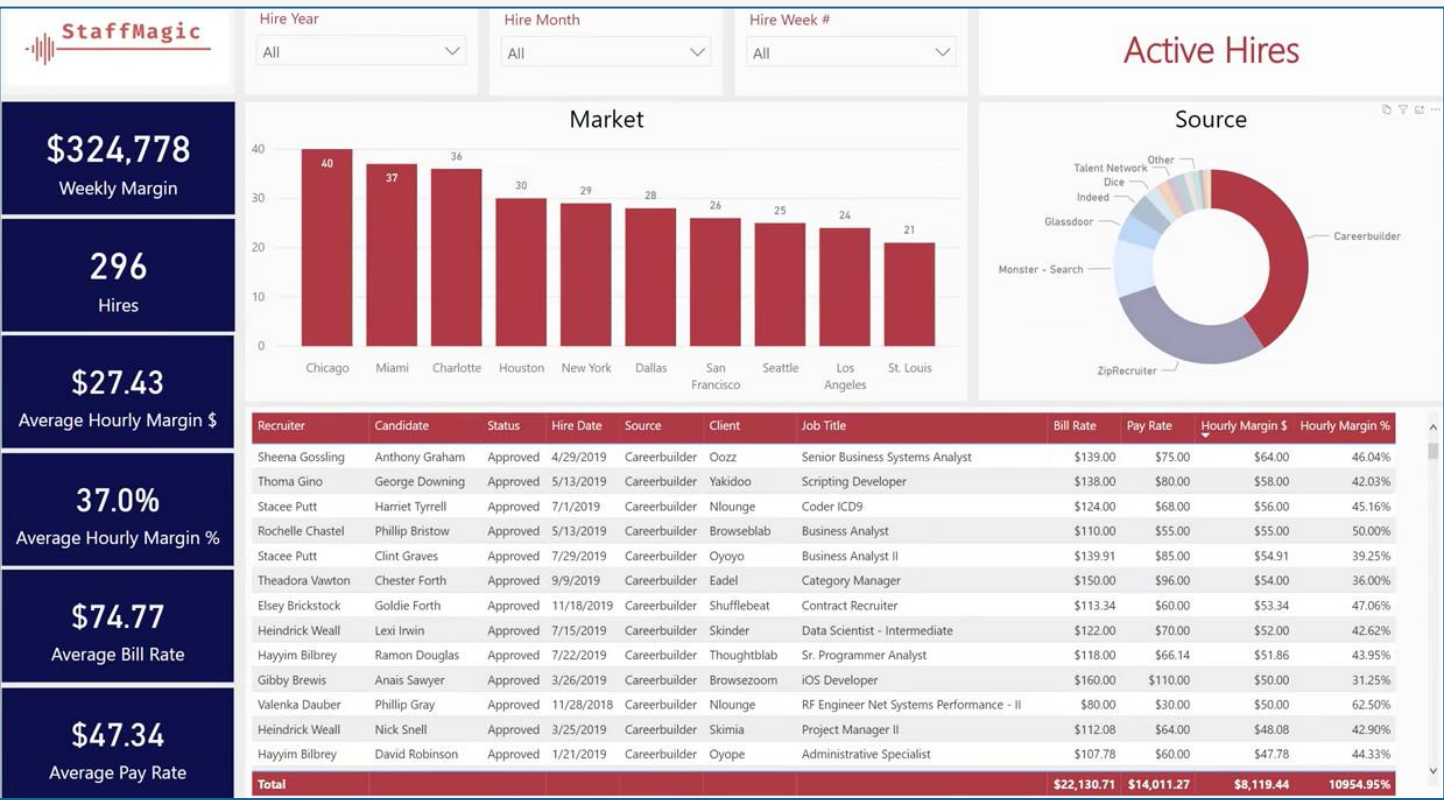 StaffMagic
Hire Year
All
Hire Month
All
Hire Week #
All
Active Hires
$324,778
Weekly Margin
296
Hires
$27.43
Average Hourly Margin $
37.0%
Average Hourly Margin %
$74.77
Average Bill Rate
$47.34
Average Pay Rate
Market
40
30
20
10
0
40
37
36
30
29
28
26
25
24
21
Chicago
Miami
Charlotte
Houston
New York
Dallas
San
Francisco
Seattle
Los
Angeles
St. Louis
Source
Other
Talent Network
Dice
Indeed
Glassdoor
Monster - Search
ZipRecruiter
Careerbuilder
Recruiter Candidate Status Hire Date Source Client Job Title Bill Rate Pay Rate Hourly Margin $ Hourly Margin %
Sheena Gossling Anthony Graham Approved 4/29/2019 Careerbuilder Oozz Senior Business Systems Analyst $139.00 $75.00 $64.00 46.04%
Thoma Gino George Downing Approved 5/13/2019 Careerbuilder Yakidoo Scripting Developer $138.00 $80.00 $58.00 42.03%
Stacee Putt Harriet Tyrrell Approved 7/1/2019 Careerbuilder Nlounge Coder ICD9 $124.00 $68.00 $56.00 45.16%
Rochelle Chastel Phillip Bristow Approved 5/13/2019 Careerbuilder Browseblab Business Analyst $110.00 $55.00 $55.00 50.00%
Stacee Putt Clint Graves Approved 7/29/2019 Careerbuilder Oyoyo Business Analyst II $139.91 $85.00 $54.91 39.25%
Theadora Vawton Chester Forth Approved 9/9/2019 Careerbuilder Eadel Category Manager $150.00 $96.00 $54.00 36.00%
Elsey Brickstock Goldie Forth Approved 11/18/2019 Careerbuilder Shufflebeat Contract Recruiter $113.34 $60.00 $53.34 47.06%
Heindrick Weall Lexi Irwin Approved 7/15/2019 Careerbuilder Skinder Data Scientist - Intermediate $122.00 $70.00 $52.00 42.62%
Hayyim Bilbrey Ramon Douglas Approved 7/22/2019 Careerbuilder Thoughtblab Sr. Programmer Analyst $118.00 $66.14 $51.86 43.95%
Gibby Brewis Anais Sawyer Approved 3/26/2019 Careerbuilder Browsezoom iOS Developer $160.00 $110.00 $50.00 31.25%
Valenka Dauber Phillip Gray Approved 11/28/2018 Careerbuilder Nlounge RF Engineer Net Systems Performance - II $80.00 $30.00 $50.00 62.50%
Heindrick Weall Nick Snell Approved 3/25/2019 Careerbuilder Skimia Project Manager II $112.08 $64.00 $48.08 42.90%
Hayyim Bilbrey David Robinson Approved 1/21/2019 Careerbuilder Oyope Administrative Specialist $107.78 $60.00 $47.78 44.33%
Total $22,130.71 $14,011.27 $8,119.44 10954.95%